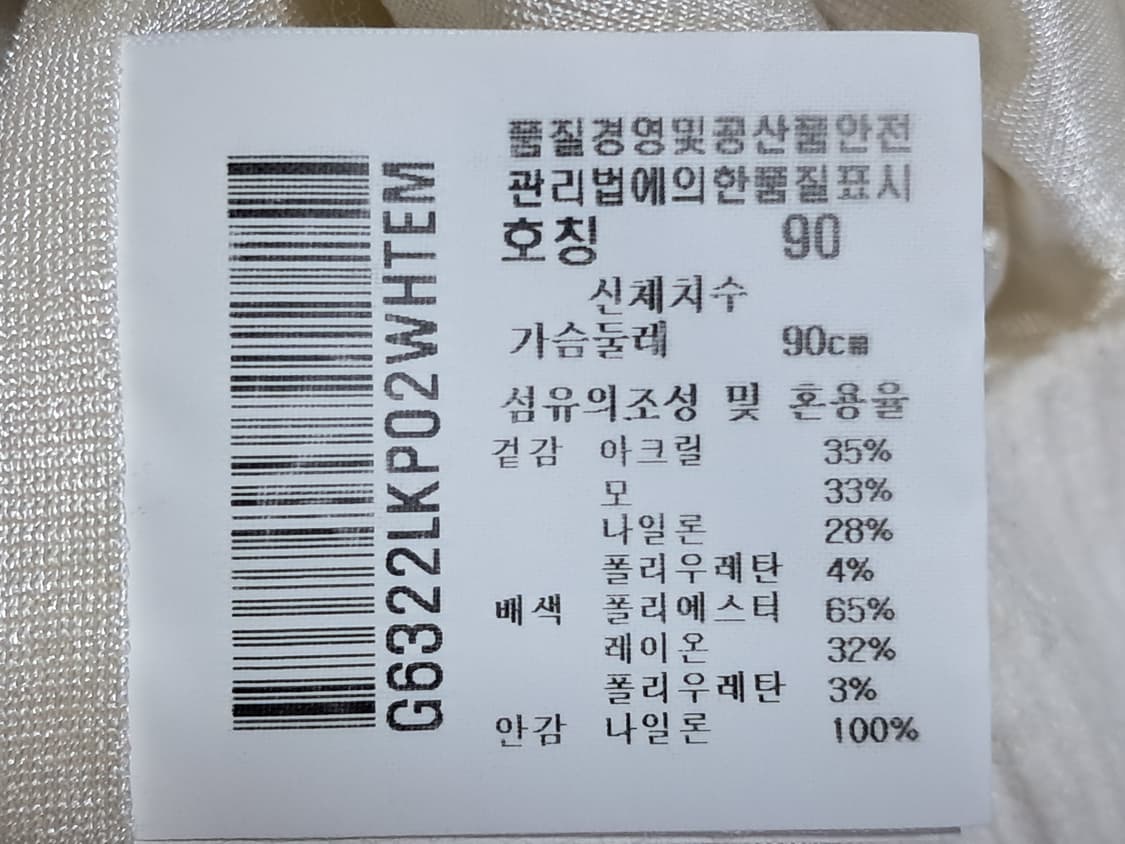 품질경영및공산품안전
관리법에의한품질표시
호칭 90
신체치수
가슴둘레 90cm
섬유의조성 및 혼용율
겉감 아크릴 35%
모 33%
나일론 28%
폴리우레탄 4%
배색 폴리에스터 65%
레이온 32%
폴리우레탄 3%
안감 나일론 100%
G6322LKP02WHTEM